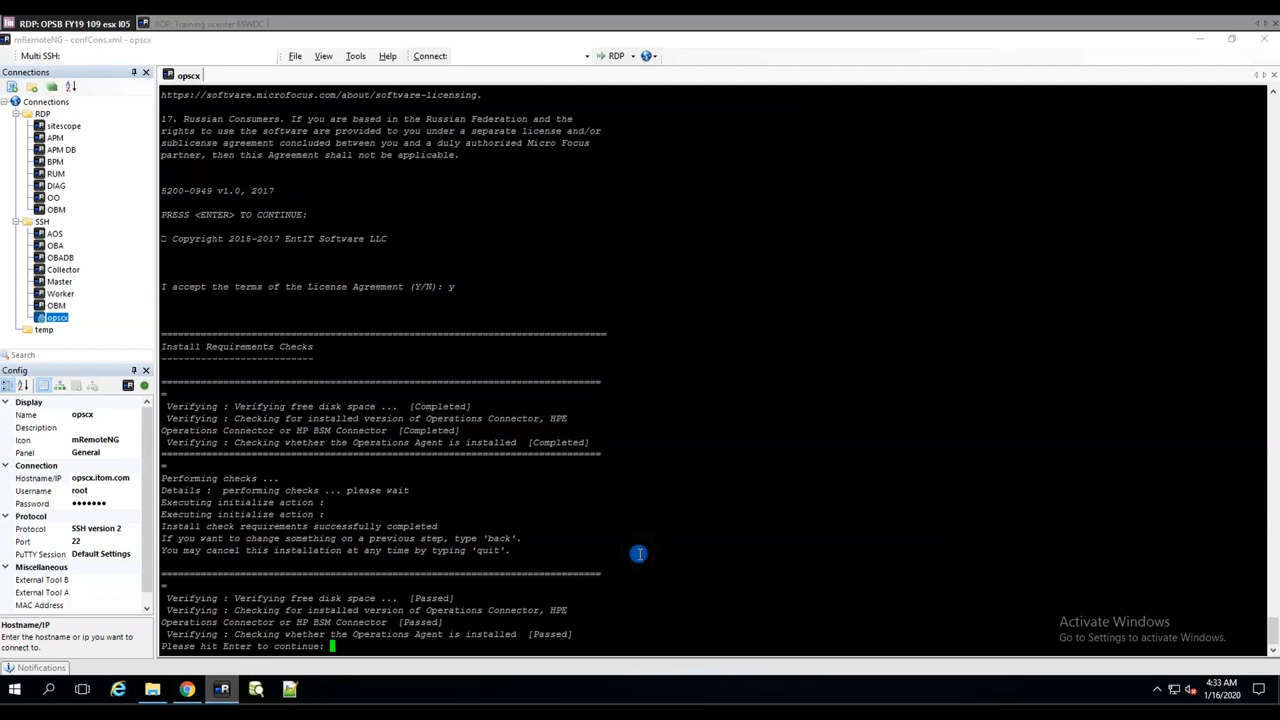 RDP: OPSB FY19 109 esx I05
RDP: Training vcienter ESWDC
mRemoteNG - confCons.xml - opscx
Multi SSH:
File View Tools Help Connect: RDP
Connections
opscx
Connections
RDP
sitescope
APM
APM DB
BPM
RUM
DIAG
OO
OBM
SSH
AOS
OBA
OBADB
Collector
Master
Worker
OBM
opscx
temp
Search
Config
Display
Name opscx
Description
Icon mRemoteNG
Panel General
Connection
Hostname/IP opscx.itom.com
Username root
Password ●●●●●●●
Protocol
Protocol SSH version 2
Port 22
PuTTY Session Default Settings
Miscellaneous
External Tool B
External Tool A
MAC Address
Hostname/IP
Enter the hostname or ip you want to
connect to.
Notifications
https://software.microfocus.com/about/software-licensing.
17. Russian Consumers. If you are based in the Russian Federation and the
rights to use the software are provided to you under a separate license and/or
sublicense agreement concluded between you and a duly authorized Micro Focus
partner, then this Agreement shall not be applicable.
5200-0949 v1.0, 2017
PRESS <ENTER> TO CONTINUE:
□ Copyright 2015-2017 EntIT Software LLC
I accept the terms of the License Agreement (Y/N): y
================================================================================
Install Requirements Checks
----------------------------
===============================================================================
=
Verifying : Verifying free disk space ... [Completed]
Verifying : Checking for installed version of Operations Connector, HPE
Operations Connector or HP BSM Connector [Completed]
Verifying : Checking whether the Operations Agent is installed [Completed]
===============================================================================
=
Performing checks ...
Details : performing checks ... please wait
Executing initialize action :
Executing initialize action :
Install check requirements successfully completed
If you want to change something on a previous step, type 'back'.
You may cancel this installation at any time by typing 'quit'.
===============================================================================
=
Verifying : Verifying free disk space ... [Passed]
Verifying : Checking for installed version of Operations Connector, HPE
Operations Connector or HP BSM Connector [Passed]
Verifying : Checking whether the Operations Agent is installed [Passed]
Please hit Enter to continue:
Activate Windows
Go to Settings to activate Windows.
4:33 AM
1/16/2020